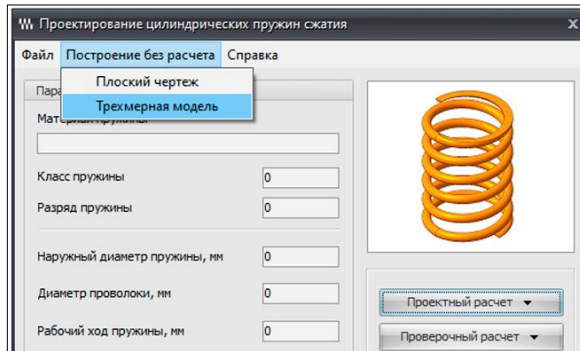 Проектирование цилиндрических пружин сжатия x
Файл Построение без расчета Справка
Плоский чертеж
Трехмерная модель
Класс пружины 0
Разряд пружины 0
Наружный диаметр пружины, мм 0
Диаметр проволоки, мм 0
Проектный расчет
Рабочий ход пружины, мм 0
Проверочный расчет